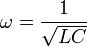 ω = 1/√LC